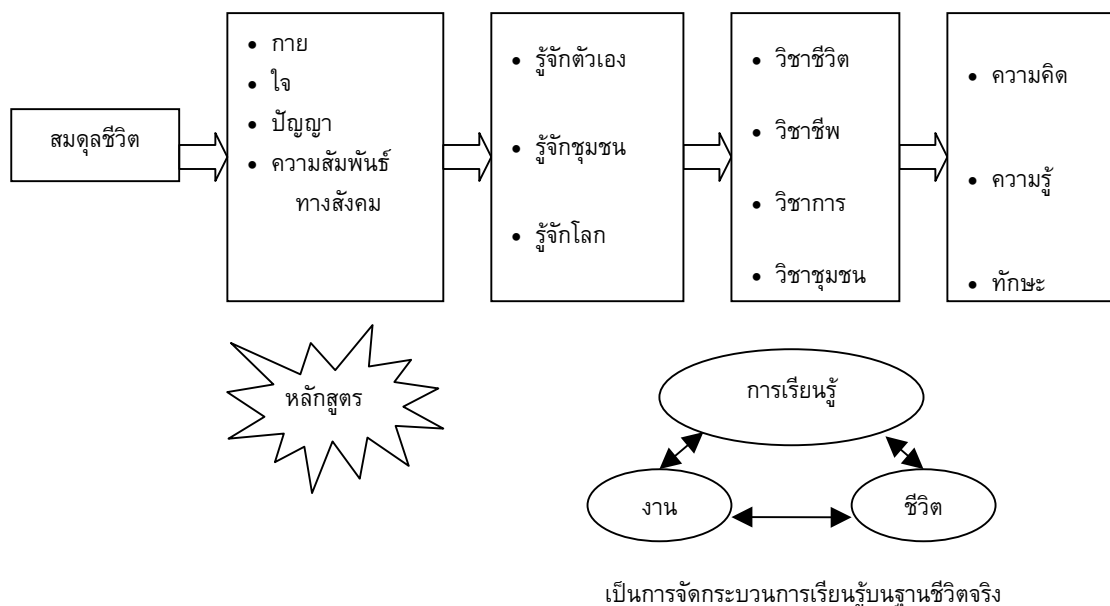 สมดุลชีวิต
• กาย
• ใจ
• ปัญญา
• ความสัมพันธ์
ทางสังคม
• รู้จักตัวเอง
• รู้จักชุมชน
• รู้จักโลก
• วิชาชีวิต
• วิชาชีพ
• วิชาการ
• วิชาชุมชน
• ความคิด
• ความรู้
• ทักษะ
หลักสูตร
การเรียนรู้
งาน
ชีวิต
เป็นการจัดกระบวนการเรียนรู้บนฐานชีวิตจริง